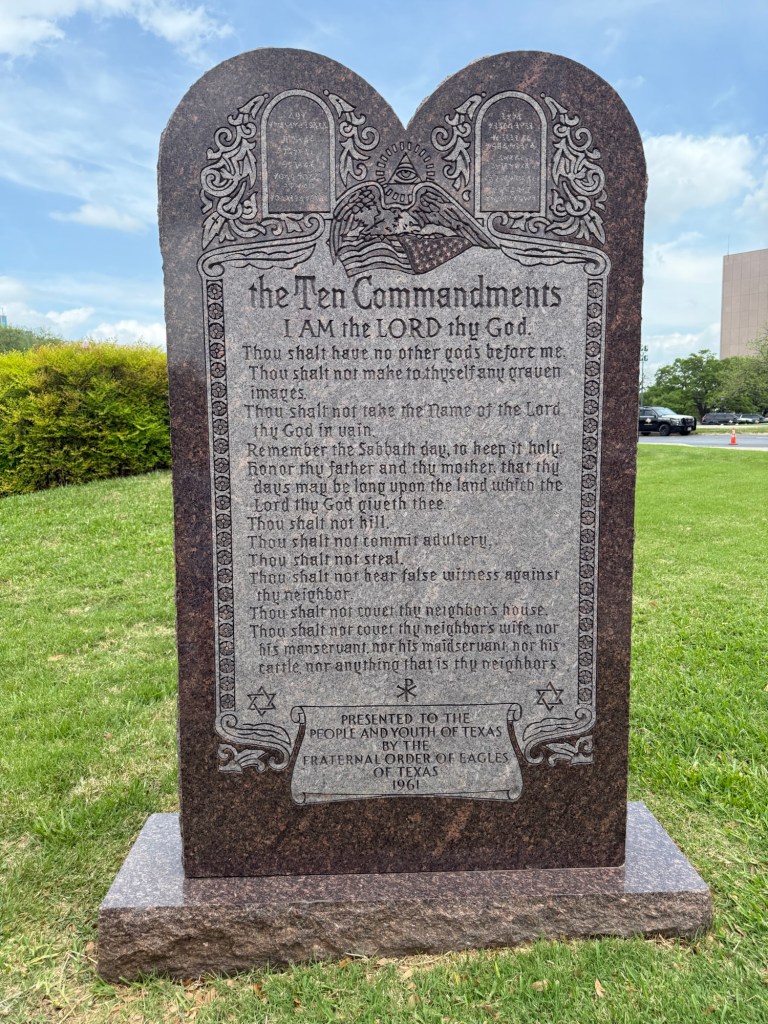 the Ten Commandments
I AM the LORD thy God.
Thou shalt have no other gods before me.
Thou shalt not make to thyself any graven
images.
Thou shalt not take the Name of the Lord
thy God in vain.
Remember the Sabbath day, to keep it holy.
Honor thy father and thy mother, that thy
days may be long upon the land which the
Lord thy God giveth thee.
Thou shalt not kill.
Thou shalt not commit adultery.
Thou shalt not steal.
Thou shalt not bear false witness against
thy neighbor.
Thou shalt not covet thy neighbor's house.
Thou shalt not covet thy neighbor's wife, nor
his manservant, nor his maidservant, nor his
cattle, nor anything that is thy neighbor's.
PRESENTED TO THE
PEOPLE AND YOUTH OF TEXAS
BY THE
FRATERNAL ORDER OF EAGLES
OF TEXAS
1961